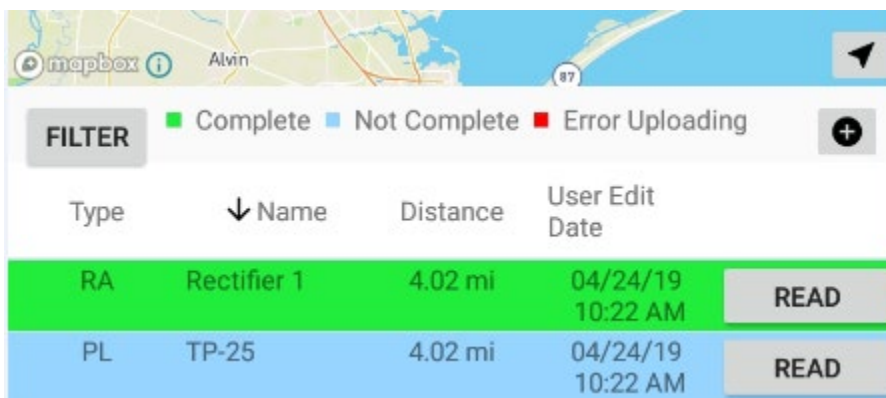 mapbox Alvin
87
FILTER Complete Not Complete Error Uploading
Type Name Distance User Edit Date
RA Rectifier 1 4.02 mi 04/24/19 10:22 AM READ
PL TP-25 4.02 mi 04/24/19 10:22 AM READ